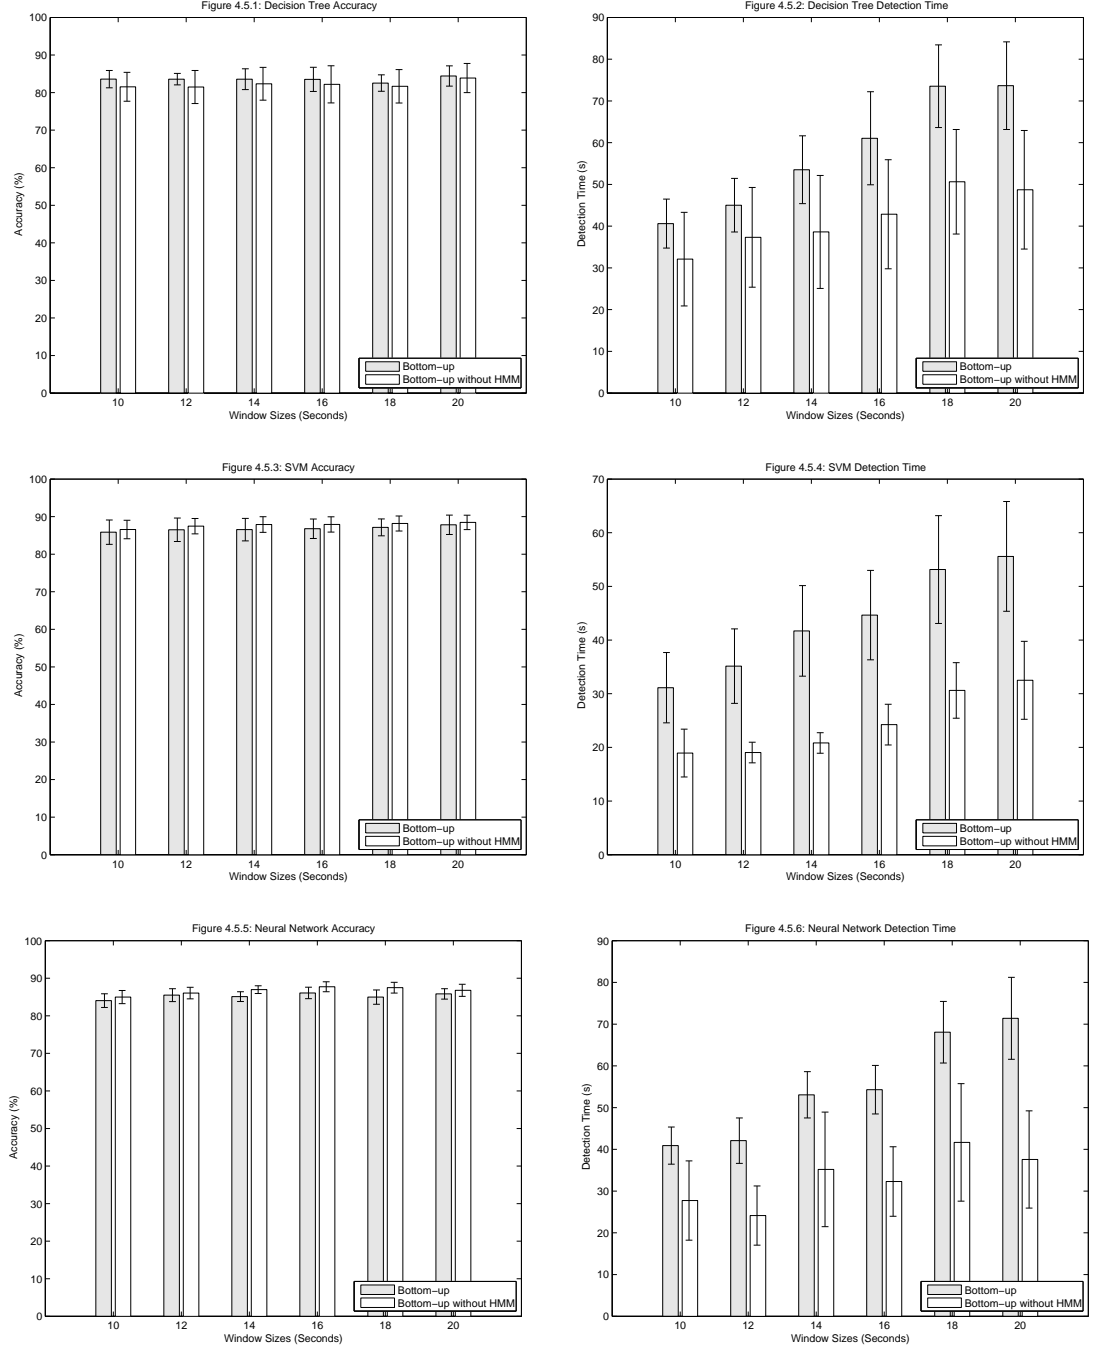 Figure 4.5.1: Decision Tree Accuracy
100
90
80
70
60
50
40
30
20
10
0
Accuracy (%)
10 12 14 16 18 20
Window Sizes (Seconds)
Bottom−up
Bottom−up without HMM
Figure 4.5.2: Decision Tree Detection Time
90
80
70
60
50
40
30
20
10
0
Detection Time (s)
10 12 14 16 18 20
Window Sizes (Seconds)
Bottom−up
Bottom−up without HMM
Figure 4.5.3: SVM Accuracy
100
90
80
70
60
50
40
30
20
10
0
Accuracy (%)
10 12 14 16 18 20
Window Sizes (Seconds)
Bottom−up
Bottom−up without HMM
Figure 4.5.4: SVM Detection Time
70
60
50
40
30
20
10
0
Detection Time (s)
10 12 14 16 18 20
Window Sizes (Seconds)
Bottom−up
Bottom−up without HMM
Figure 4.5.5: Neural Network Accuracy
100
90
80
70
60
50
40
30
20
10
0
Accuracy (%)
10 12 14 16 18 20
Window Sizes (Seconds)
Bottom−up
Bottom−up without HMM
Figure 4.5.6: Neural Network Detection Time
90
80
70
60
50
40
30
20
10
0
Detection Time (s)
10 12 14 16 18 20
Window Sizes (Seconds)
Bottom−up
Bottom−up without HMM